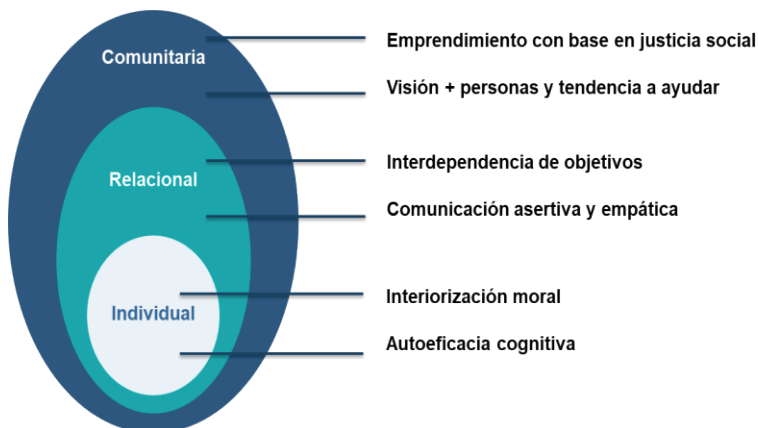 Emprendimiento con base en justicia social
Comunitaria
Visión + personas y tendencia a ayudar
Interdependencia de objetivos
Relacional
Comunicación asertiva y empática
Interiorización moral
Individual
Autoeficacia cognitiva